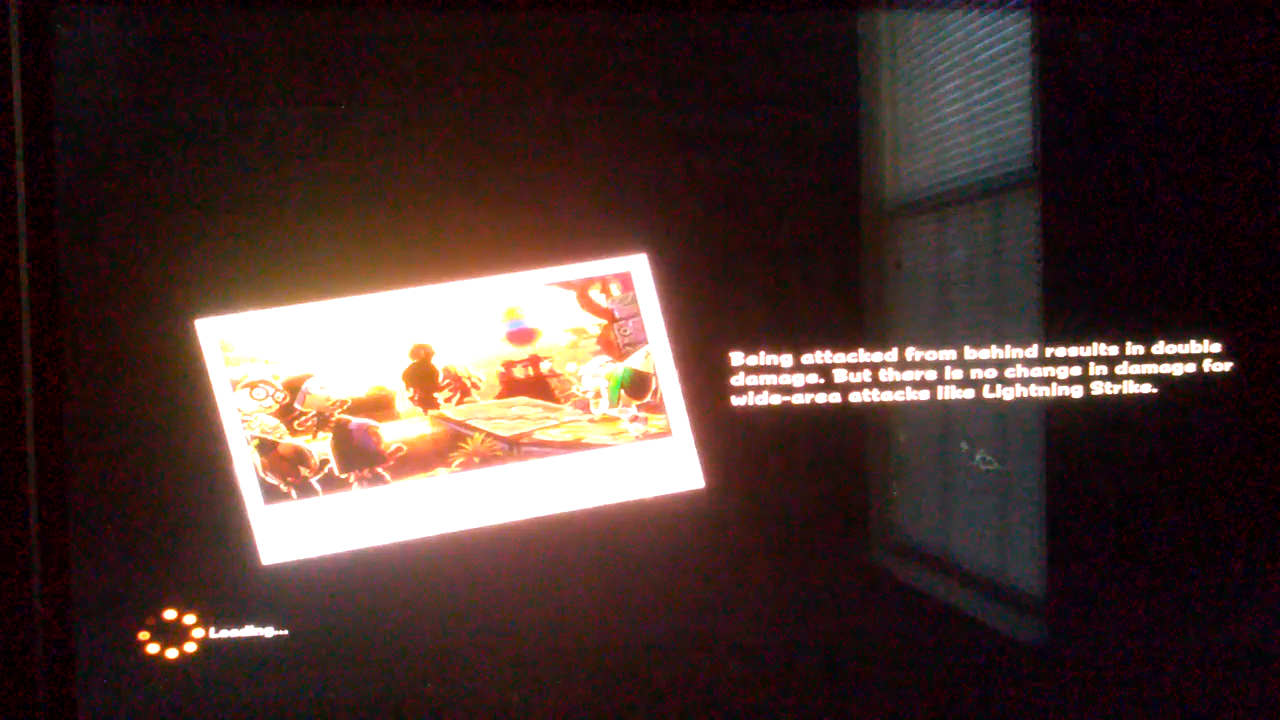 Being attacked from behind results in double
damage. But there is no change in damage for
wide-area attacks like Lightning Strike.
Loading...